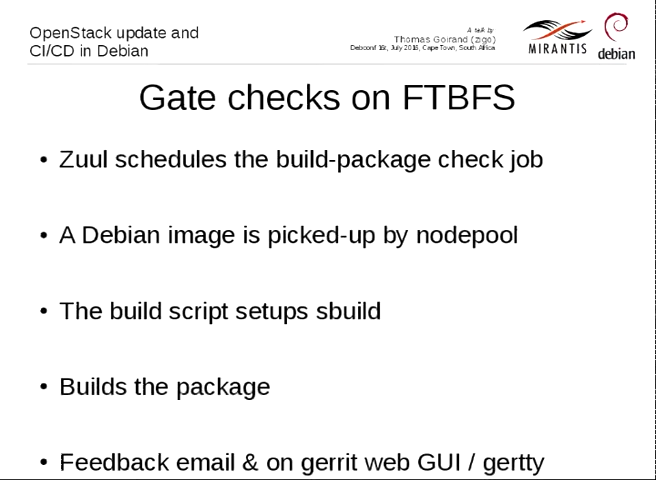 OpenStack update and
CI/CD in Debian
A talk by
Thomas Goirand (zigo)
Debconf 16t, July 2016, Cape Town, South Africa
MIRANTIS
debian
Gate checks on FTBFS
• Zuul schedules the build-package check job
• A Debian image is picked-up by nodepool
• The build script setups sbuild
• Builds the package
• Feedback email & on gerrit web GUI / gertty